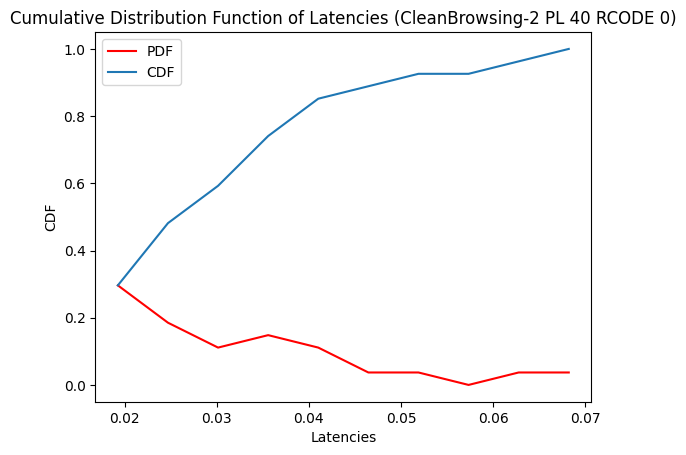 Cumulative Distribution Function of Latencies (CleanBrowsing-2 PL 40 RCODE 0)
PDF
CDF
1.0
0.8
0.6
0.4
0.2
0.0
CDF
0.02 0.03 0.04 0.05 0.06 0.07
Latencies